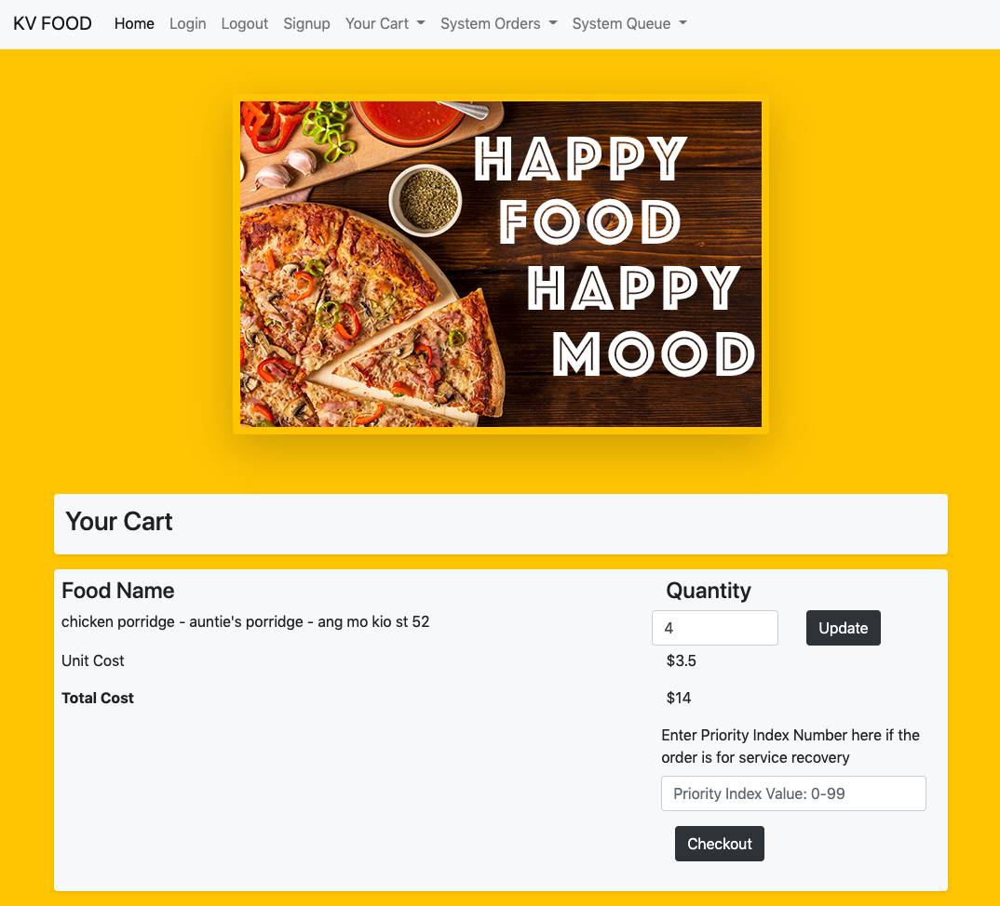 KV FOOD Home Login Logout Signup Your Cart System Orders System Queue
HAPPY
FOOD
HAPPY
MOOD
Your Cart
Food Name Quantity
chicken porridge - auntie's porridge - ang mo kio st 52 4 Update
Unit Cost $3.5
Total Cost $14
Enter Priority Index Number here if the
order is for service recovery
Priority Index Value: 0-99
Checkout